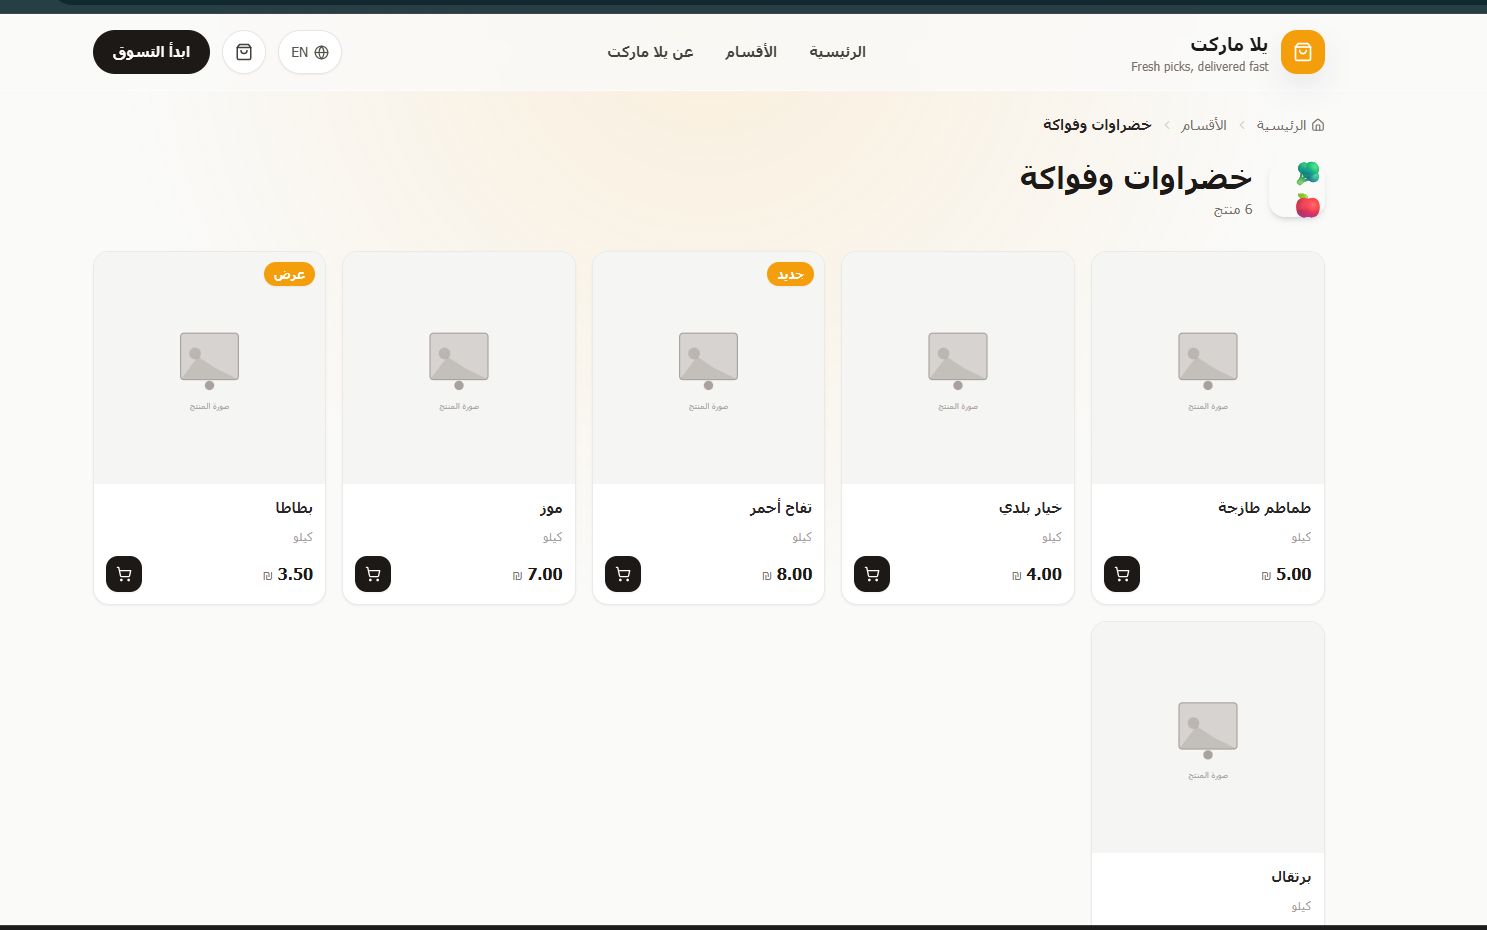 يلا ماركت
Fresh picks, delivered fast
الرئيسية
الأقسام
عن يلا ماركت
EN
ابدأ التسوق
الرئيسية
الأقسام
خضراوات وفواكة
خضراوات وفواكة
6 منتج
صورة المنتج
طماطم طازجة
كيلو
5.00 ₪
صورة المنتج
خيار بلدي
كيلو
4.00 ₪
جديد
صورة المنتج
تفاح أحمر
كيلو
8.00 ₪
صورة المنتج
موز
كيلو
7.00 ₪
عرض
صورة المنتج
بطاطا
كيلو
3.50 ₪
صورة المنتج
برتقال
كيلو